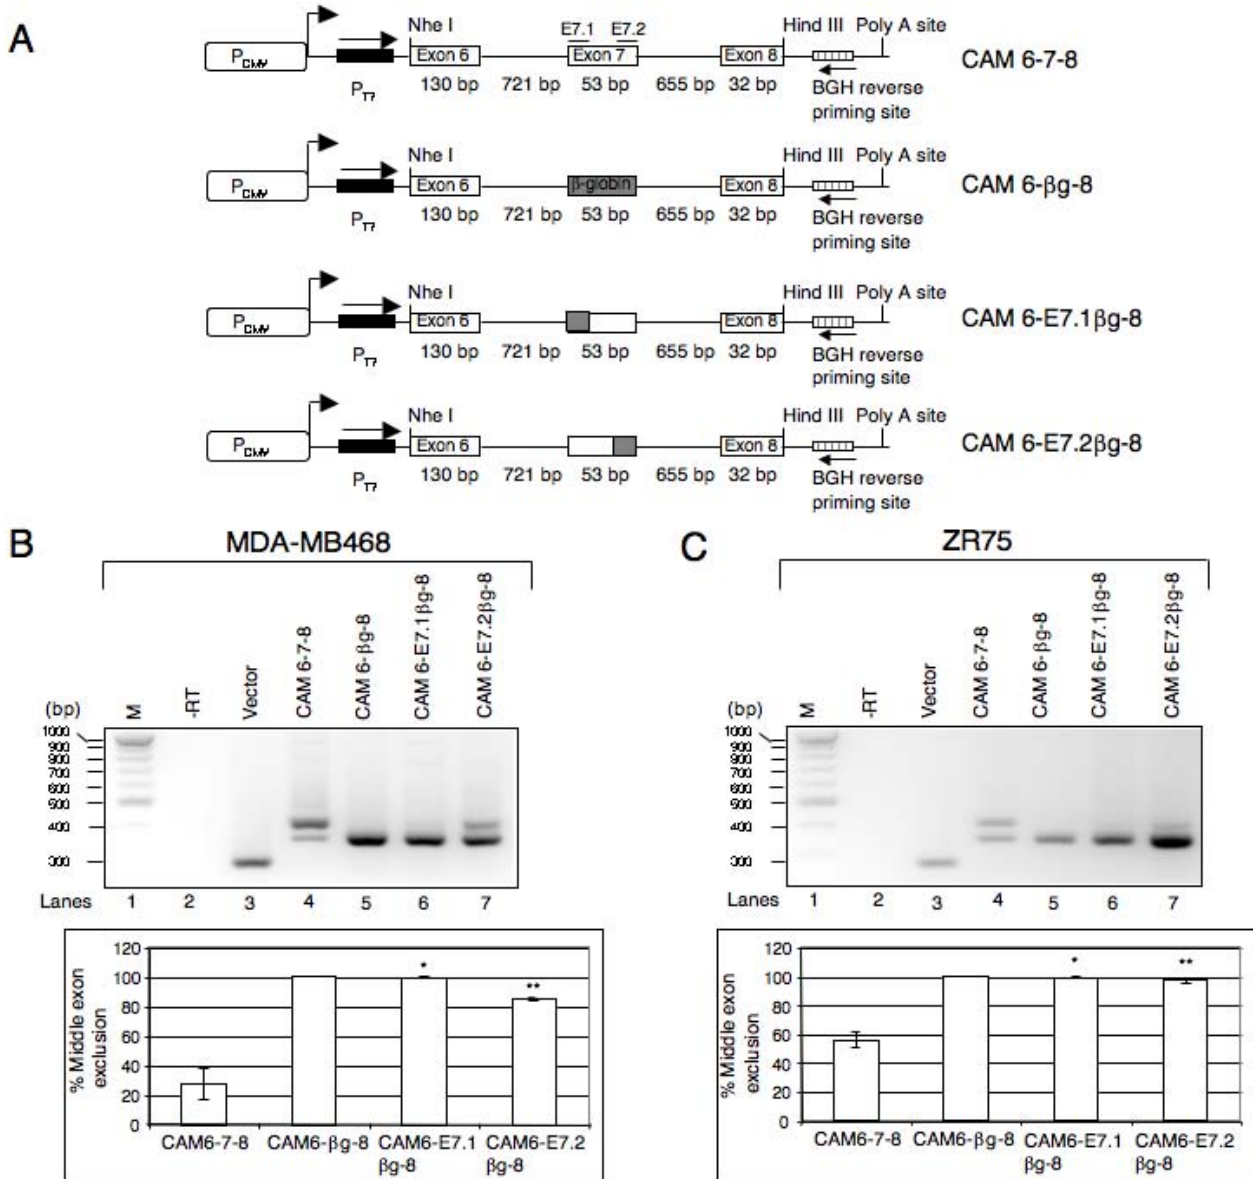 A
Nhe I
E7.1
E7.2
Hind III Poly A site
PCMV
Exon 6
Exon 7
Exon 8
CAM 6-7-8
PT7
130 bp
721 bp
53 bp
655 bp
32 bp
BGH reverse
priming site
Nhe I
Hind III Poly A site
PCMV
Exon 6
β-globin
Exon 8
CAM 6-βg-8
PT7
130 bp
721 bp
53 bp
655 bp
32 bp
BGH reverse
priming site
Nhe I
Hind III Poly A site
PCMV
Exon 6
Exon 8
CAM 6-E7.1βg-8
PT7
130 bp
721 bp
53 bp
655 bp
32 bp
BGH reverse
priming site
Nhe I
Hind III Poly A site
PCMV
Exon 6
Exon 8
CAM 6-E7.2βg-8
PT7
130 bp
721 bp
53 bp
655 bp
32 bp
BGH reverse
priming site
B
MDA-MB468
(bp)
M
-RT
Vector
CAM 6-7-8
CAM 6-βg-8
CAM 6-E7.1βg-8
CAM 6-E7.2βg-8
1000
900
800
700
600
500
400
300
Lanes 1 2 3 4 5 6 7
% Middle exon
exclusion
120
100
80
60
40
20
0
*
**
CAM6-7-8
CAM6-βg-8
CAM6-E7.1
βg-8
CAM6-E7.2
βg-8
C
ZR75
(bp)
M
-RT
Vector
CAM 6-7-8
CAM 6-βg-8
CAM 6-E7.1βg-8
CAM 6-E7.2βg-8
1000
900
800
700
600
500
400
300
Lanes 1 2 3 4 5 6 7
% Middle exon
exclusion
120
100
80
60
40
20
0
*
**
CAM6-7-8
CAM6-βg-8
CAM6-E7.1
βg-8
CAM6-E7.2
βg-8